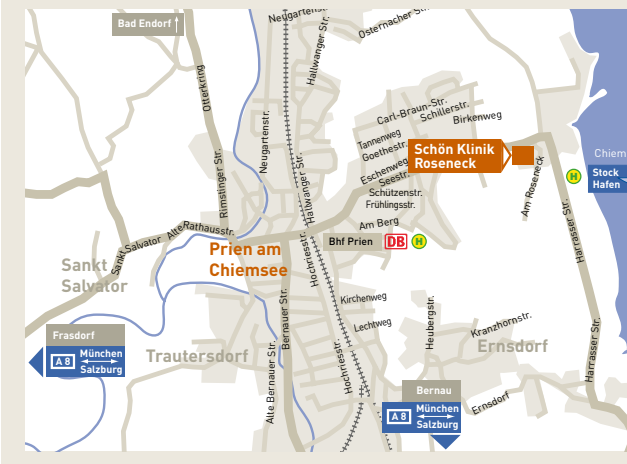 Neugartenstr.
Osternacher Str.
Bad Endorf
Hallwanger Str.
Otterkring
Carl-Braun-Str.
Schillerstr.
Birkenweg
Neugartenstr.
Tannenweg
Goethestr.
Schön Klinik
Roseneck
Chiem
Rimslinger Str.
Hallwanger Str.
Eschenweg
Seestr.
Am Roseneck
H
Stock
Hafen
Schützenstr.
Frühlingsstr.
Harrasser Str.
Am Berg
Alte Rathausstr.
Sankt Salvator
Bhf Prien
DB
H
Prien am
Chiemsee
Hochriesstr.
Sankt
Salvator
Kirchenweg
Bernauer Str.
Lechtweg
Heubergstr.
Kranzhornstr.
Frasdorf
A 8
München
Salzburg
Trautersdorf
Ernsdorf
Hochriesstr.
Harrasser Str.
Alte Bernauer Str.
Bernau
A 8
München
Salzburg
Ernsdorf